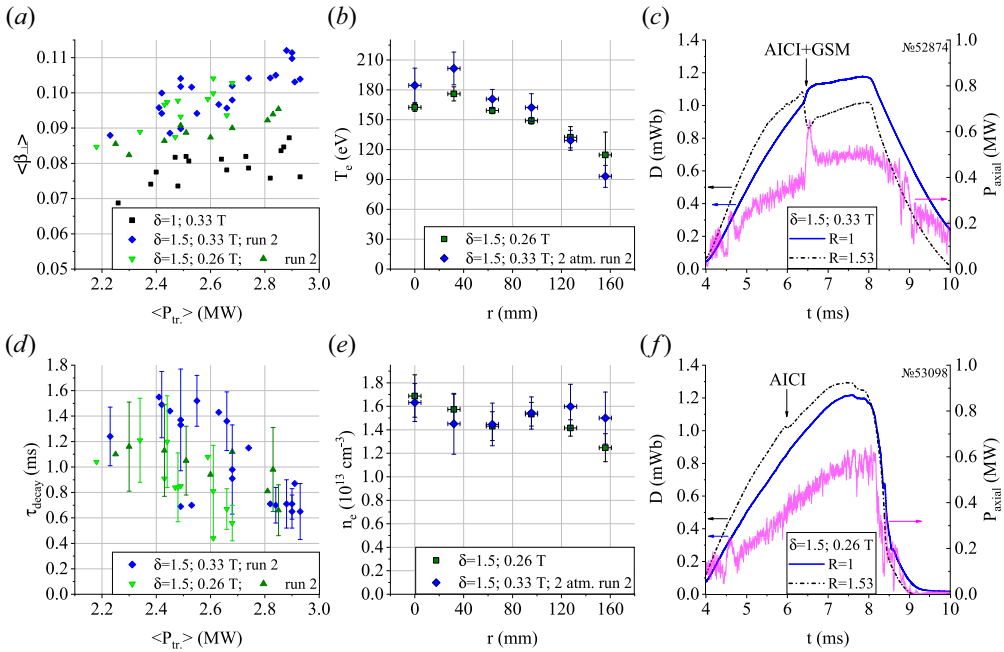 (a)
0.11
0.10
0.09
0.08
0.07
0.06
0.05
<β⊥>
δ=1; 0.33 T
δ=1.5; 0.33 T; run 2
δ=1.5; 0.26 T; run 2
2.2 2.4 2.6 2.8 3.0
<Ptr.> (MW)
(b)
240
210
180
150
120
90
60
30
0
Te
(eV)
δ=1.5; 0.26 T
δ=1.5; 0.33 T; 2 atm. run 2
0 40 80 120 160
r (mm)
(c)
1.4
1.2
1.0
0.8
0.6
0.4
0.2
0.0
D (mWb)
AICI+GSM
№52874
δ=1.5; 0.33 T
R=1
R=1.53
1.0
0.8
0.6
0.4
0.2
0.0
Paxial (MW)
4 5 6 7 8 9 10
t (ms)
(d)
1.8
1.6
1.4
1.2
1.0
0.8
0.6
0.4
0.2
0.0
τdecay (ms)
δ=1.5; 0.33 T; run 2
δ=1.5; 0.26 T; run 2
2.2 2.4 2.6 2.8 3.0
<Ptr.> (MW)
(e)
1.8
1.6
1.4
1.2
1.0
0.8
0.6
0.4
0.2
0.0
ne (10¹³ cm⁻³)
δ=1.5; 0.26 T
δ=1.5; 0.33 T; 2 atm. run 2
0 40 80 120 160
r (mm)
(f)
1.4
1.2
1.0
0.8
0.6
0.4
0.2
0.0
D (mWb)
AICI
№53098
δ=1.5; 0.26 T
R=1
R=1.53
1.0
0.8
0.6
0.4
0.2
0.0
Paxial (MW)
4 5 6 7 8 9 10
t (ms)